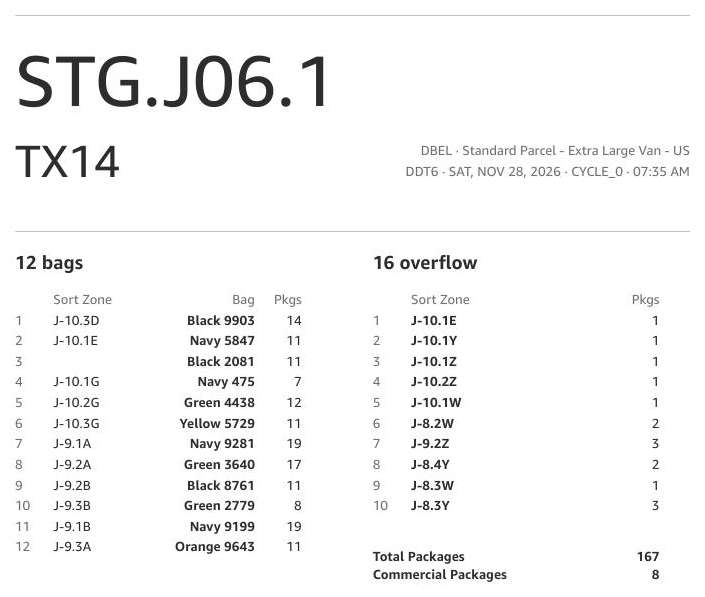 STG.J06.1
TX14
DBEL · Standard Parcel - Extra Large Van - US
DDT6 · SAT, NOV 28, 2026 · CYCLE_0 · 07:35 AM
12 bags
Sort Zone Bag Pkgs
1 J-10.3D Black 9903 14
2 J-10.1E Navy 5847 11
3 Black 2081 11
4 J-10.1G Navy 475 7
5 J-10.2G Green 4438 12
6 J-10.3G Yellow 5729 11
7 J-9.1A Navy 9281 19
8 J-9.2A Green 3640 17
9 J-9.2B Black 8761 11
10 J-9.3B Green 2779 8
11 J-9.1B Navy 9199 19
12 J-9.3A Orange 9643 11
16 overflow
Sort Zone Pkgs
1 J-10.1E 1
2 J-10.1Y 1
3 J-10.1Z 1
4 J-10.2Z 1
5 J-10.1W 1
6 J-8.2W 2
7 J-9.2Z 3
8 J-8.4Y 2
9 J-8.3W 1
10 J-8.3Y 3
Total Packages 167
Commercial Packages 8